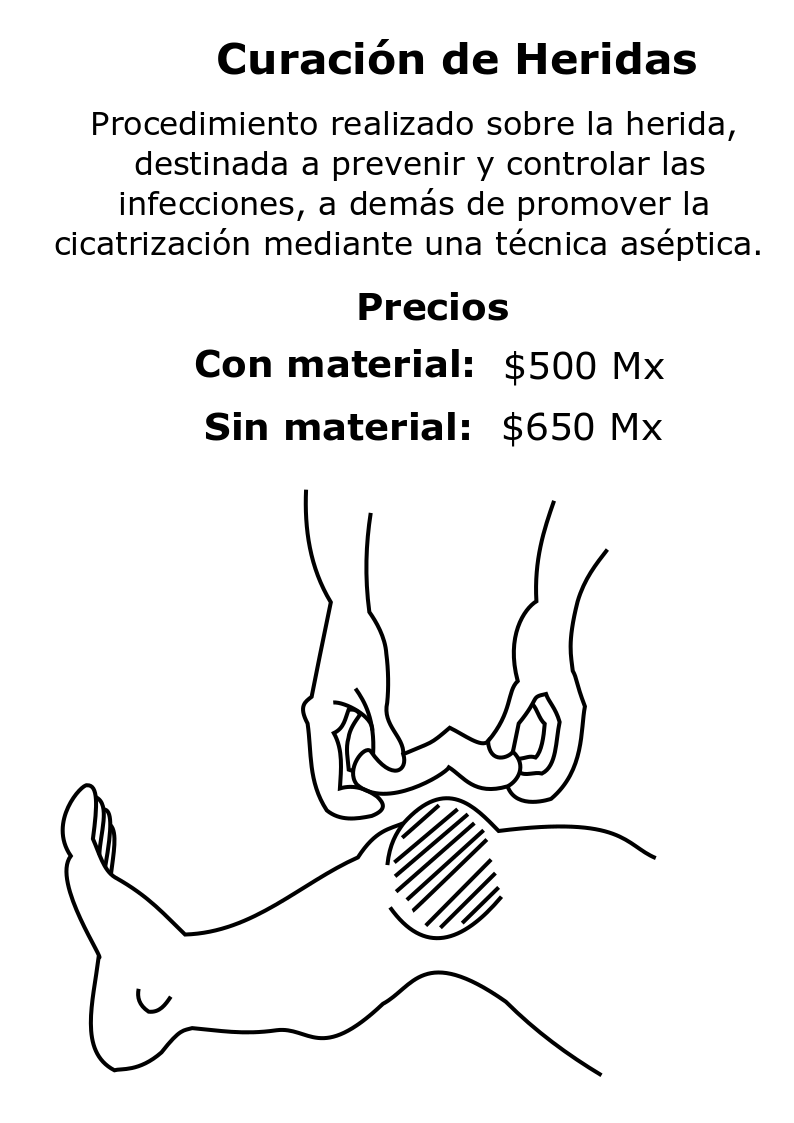 Curación de Heridas
Procedimiento realizado sobre la herida,
destinada a prevenir y controlar las
infecciones, a demás de promover la
cicatrización mediante una técnica aséptica.
Precios
Con material: $500 Mx
Sin material: $650 Mx